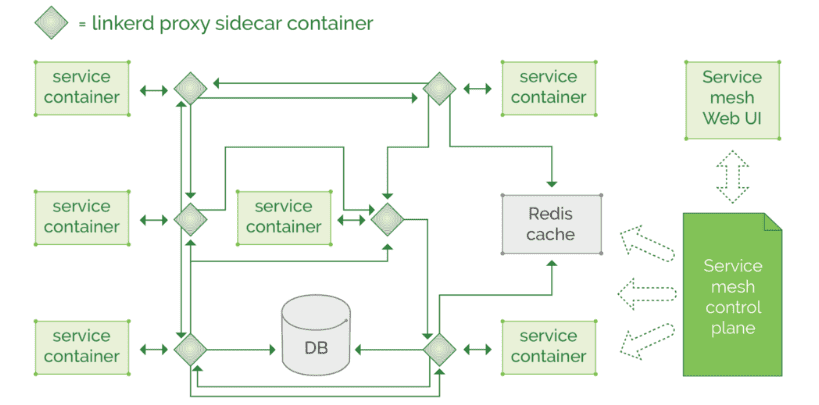 = linkerd proxy sidecar container
service
container
service
container
Service
mesh
Web UI
service
container
service
container
Redis
cache
Service
mesh
control
plane
service
container
DB
service
container